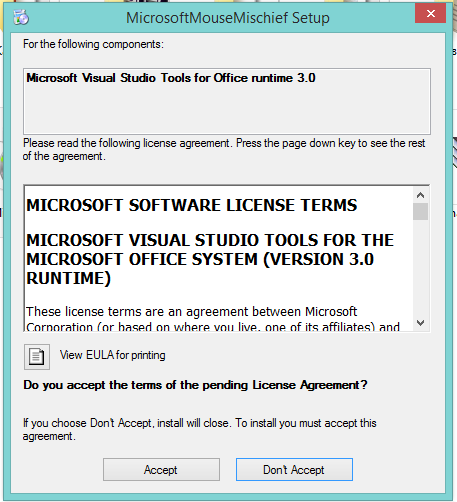 MicrosoftMouseMischief Setup
For the following components:
Microsoft Visual Studio Tools for Office runtime 3.0
Please read the following license agreement. Press the page down key to see the rest
of the agreement.
MICROSOFT SOFTWARE LICENSE TERMS
MICROSOFT VISUAL STUDIO TOOLS FOR THE
MICROSOFT OFFICE SYSTEM (VERSION 3.0
RUNTIME)
These license terms are an agreement between Microsoft
Corporation (or based on where you live, one of its affiliates) and
View EULA for printing
Do you accept the terms of the pending License Agreement?
If you choose Don't Accept, install will close. To install you must accept this
agreement.
Accept
Don't Accept